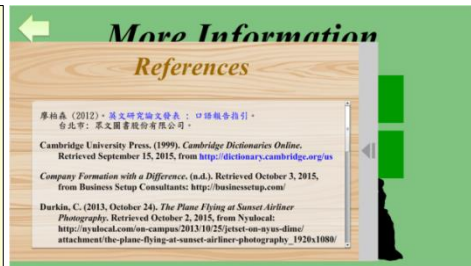 More Information
References
廖柏森 (2012)。英文研究論文發表 : 口語報告指引。
台北市: 眾文圖書股份有限公司。
Cambridge University Press. (1999). Cambridge Dictionaries Online.
Retrieved September 15, 2015, from http://dictionary.cambridge.org/us
Company Formation with a Difference. (n.d.). Retrieved October 3, 2015,
from Business Setup Consultants: http://businessetup.com/
Durkin, C. (2013, October 24). The Plane Flying at Sunset Airliner
Photography. Retrieved October 2, 2015, from Nyulocal:
http://nyulocal.com/on-campus/2013/10/25/jetset-on-nyus-dime/
attachment/the-plane-flying-at-sunset-airliner-photography_1920x1080/